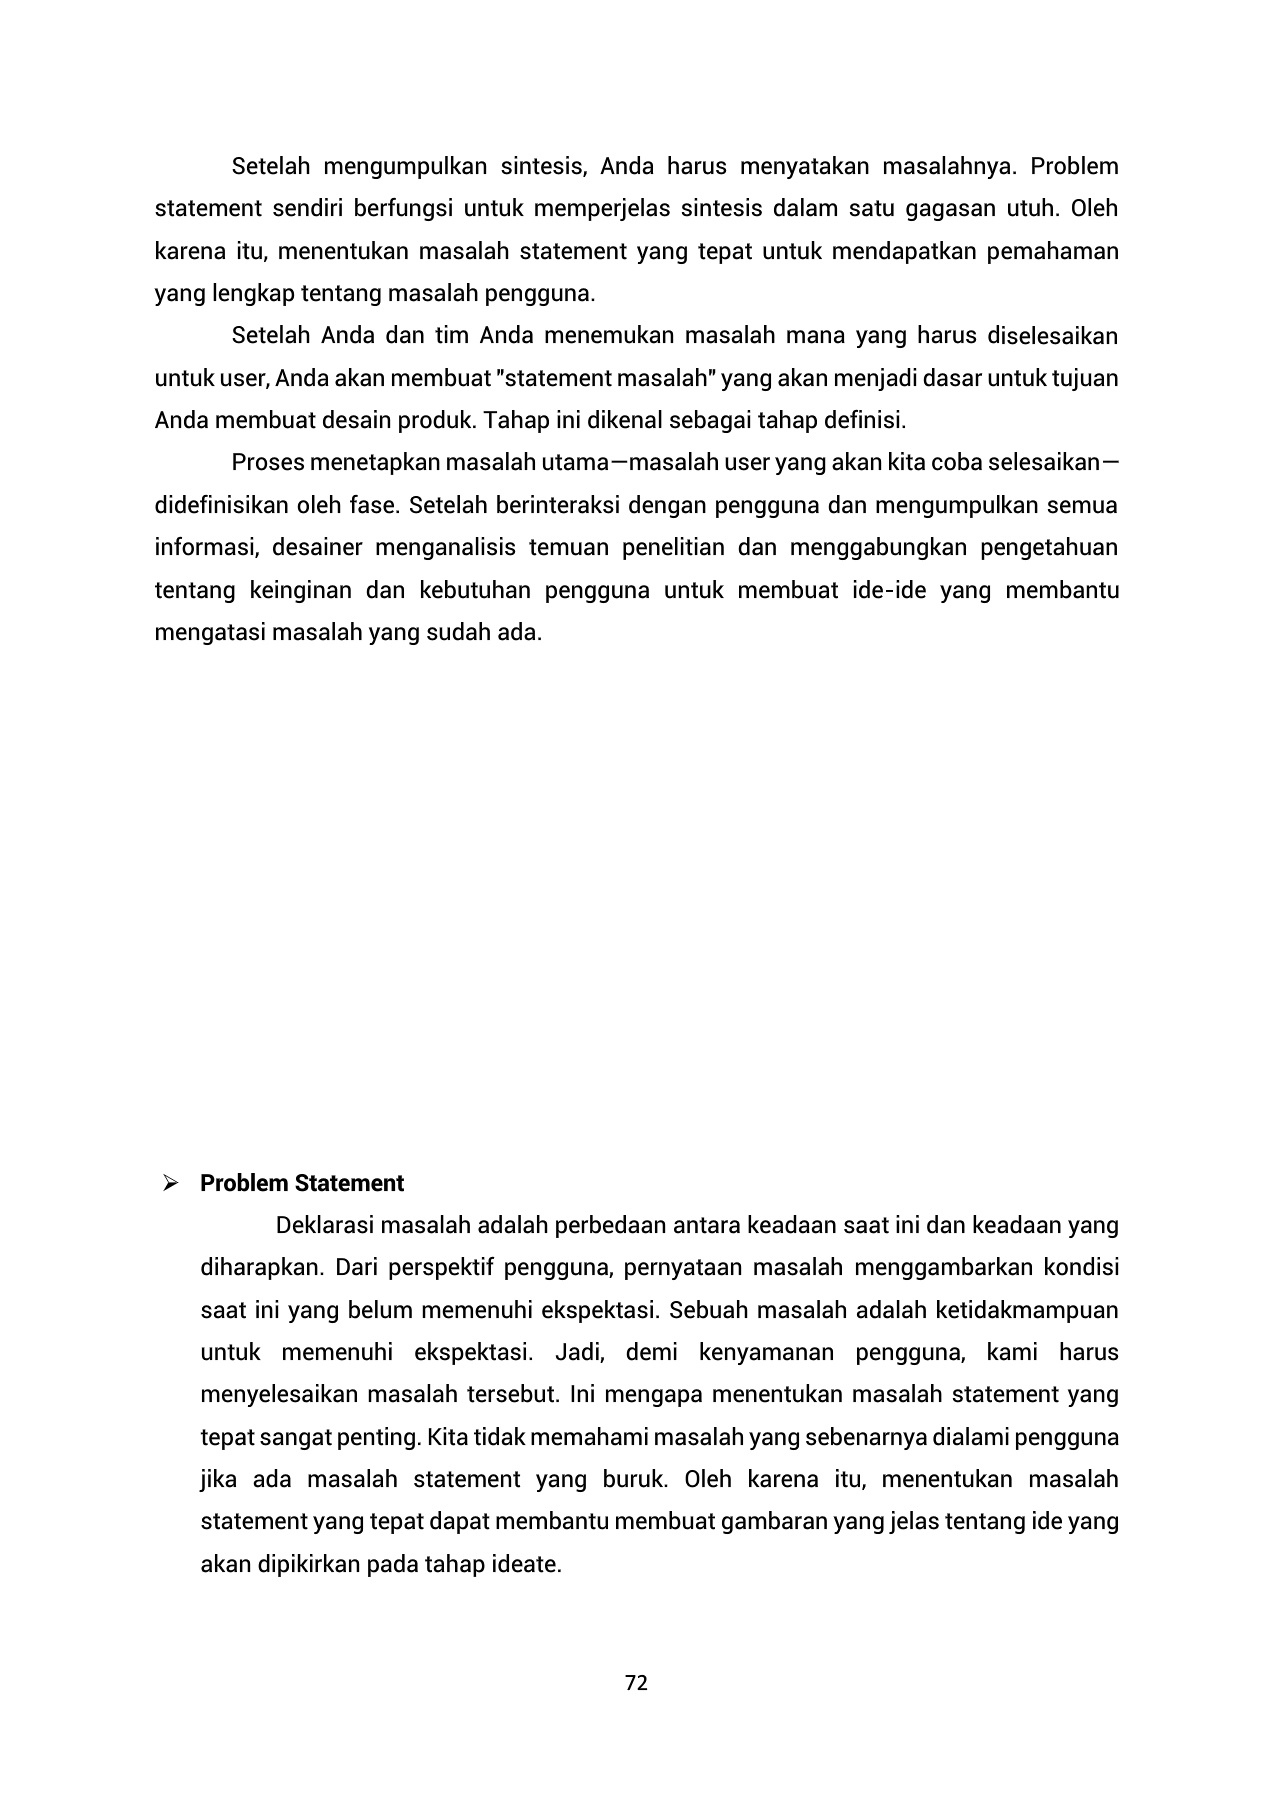 Setelah mengumpulkan sintesis, Anda harus menyatakan masalahnya. Problem
statement sendiri berfungsi untuk memperjelas sintesis dalam satu gagasan utuh. Oleh
karena itu, menentukan masalah statement yang tepat untuk mendapatkan pemahaman
yang lengkap tentang masalah pengguna.
Setelah Anda dan tim Anda menemukan masalah mana yang harus diselesaikan
untuk user, Anda akan membuat "statement masalah" yang akan menjadi dasar untuk tujuan
Anda membuat desain produk. Tahap ini dikenal sebagai tahap definisi.
Proses menetapkan masalah utama—masalah user yang akan kita coba selesaikan—
didefinisikan oleh fase. Setelah berinteraksi dengan pengguna dan mengumpulkan semua
informasi, desainer menganalisis temuan penelitian dan menggabungkan pengetahuan
tentang keinginan dan kebutuhan pengguna untuk membuat ide-ide yang membantu
mengatasi masalah yang sudah ada.
➢ Problem Statement
Deklarasi masalah adalah perbedaan antara keadaan saat ini dan keadaan yang
diharapkan. Dari perspektif pengguna, pernyataan masalah menggambarkan kondisi
saat ini yang belum memenuhi ekspektasi. Sebuah masalah adalah ketidakmampuan
untuk memenuhi ekspektasi. Jadi, demi kenyamanan pengguna, kami harus
menyelesaikan masalah tersebut. Ini mengapa menentukan masalah statement yang
tepat sangat penting. Kita tidak memahami masalah yang sebenarnya dialami pengguna
jika ada masalah statement yang buruk. Oleh karena itu, menentukan masalah
statement yang tepat dapat membantu membuat gambaran yang jelas tentang ide yang
akan dipikirkan pada tahap ideate.
72